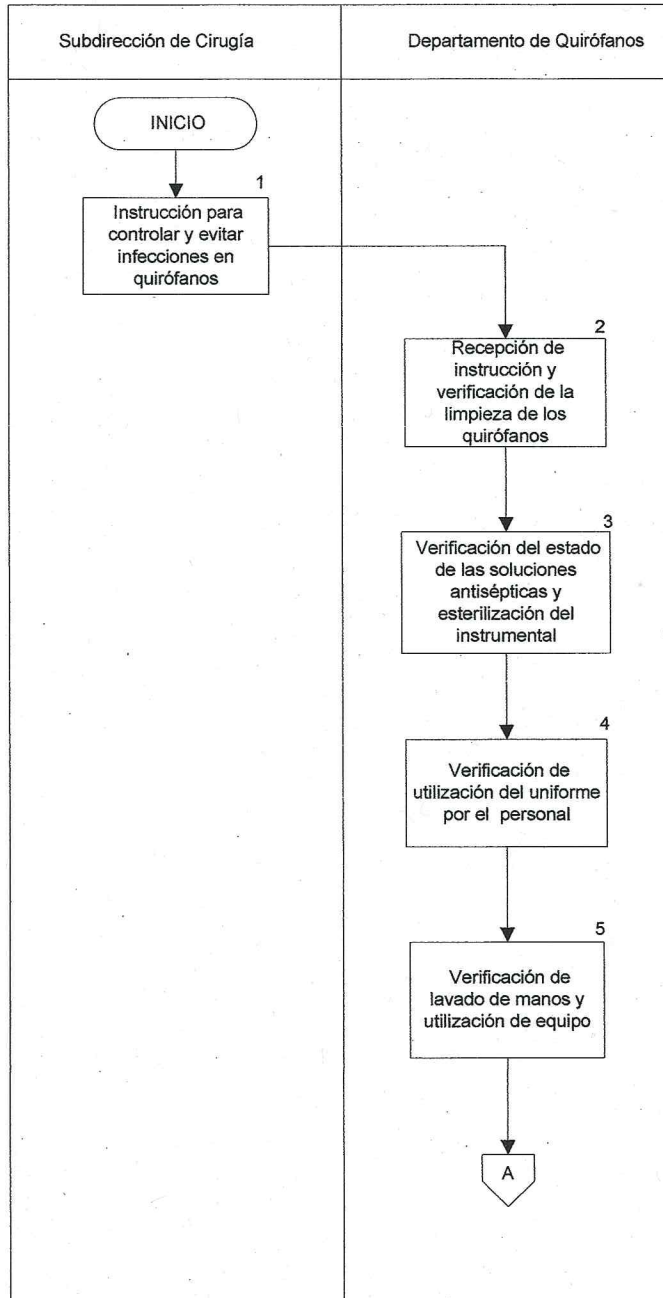 Subdirección de Cirugía
Departamento de Quirófanos
INICIO
1
Instrucción para
controlar y evitar
infecciones en
quirófanos
2
Recepción de
instrucción y
verificación de la
limpieza de los
quirófanos
3
Verificación del estado
de las soluciones
antisépticas y
esterilización del
instrumental
4
Verificación de
utilización del uniforme
por el personal
5
Verificación de
lavado de manos y
utilización de equipo
A